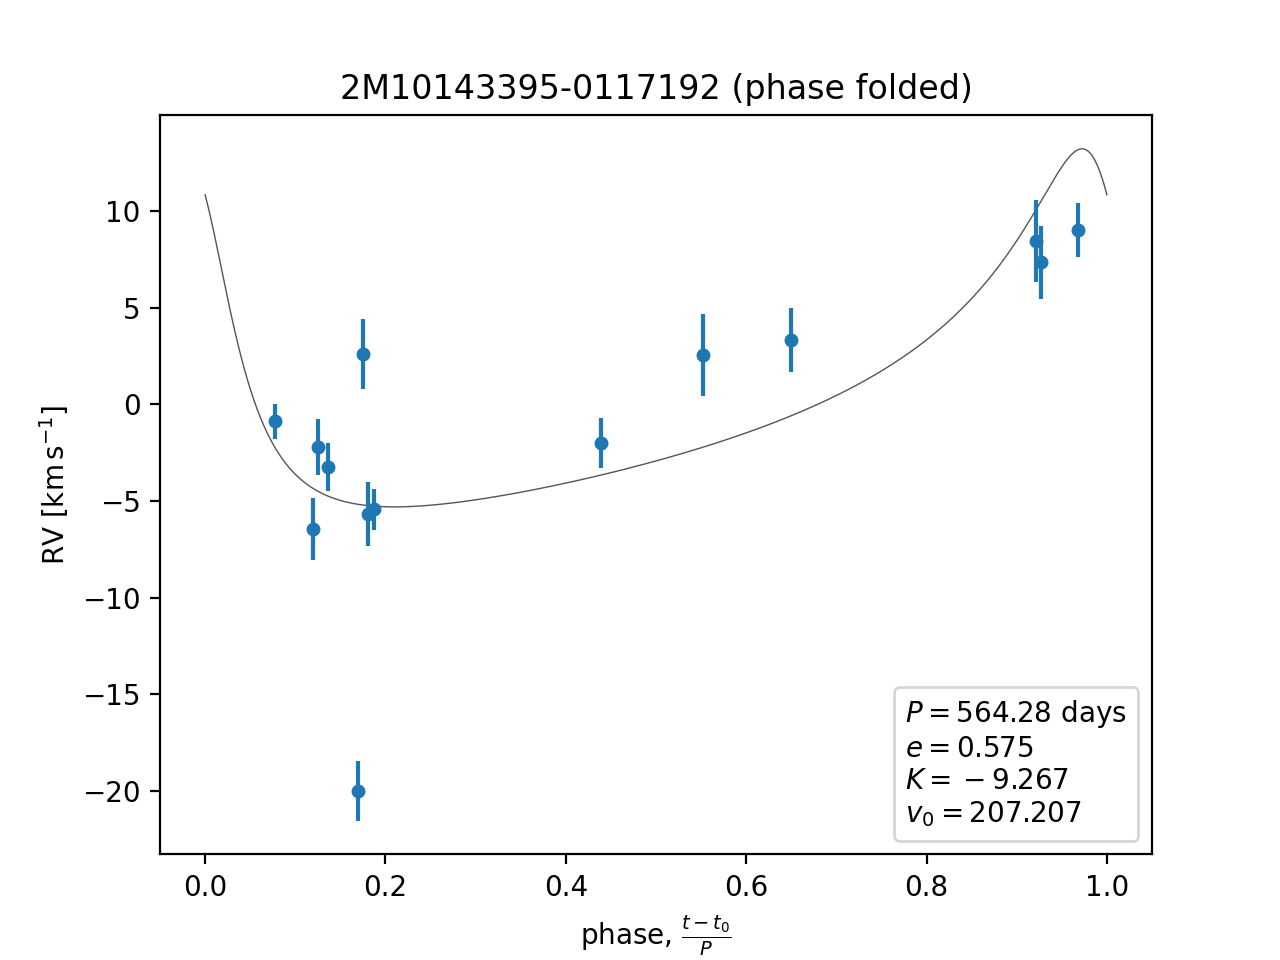 2M10143395-0117192 (phase folded)
RV [km s⁻¹]
10
5
0
−5
−10
−15
−20
P = 564.28 days
e = 0.575
K = −9.267
v₀ = 207.207
0.0 0.2 0.4 0.6 0.8 1.0
phase, (t − t₀)/P